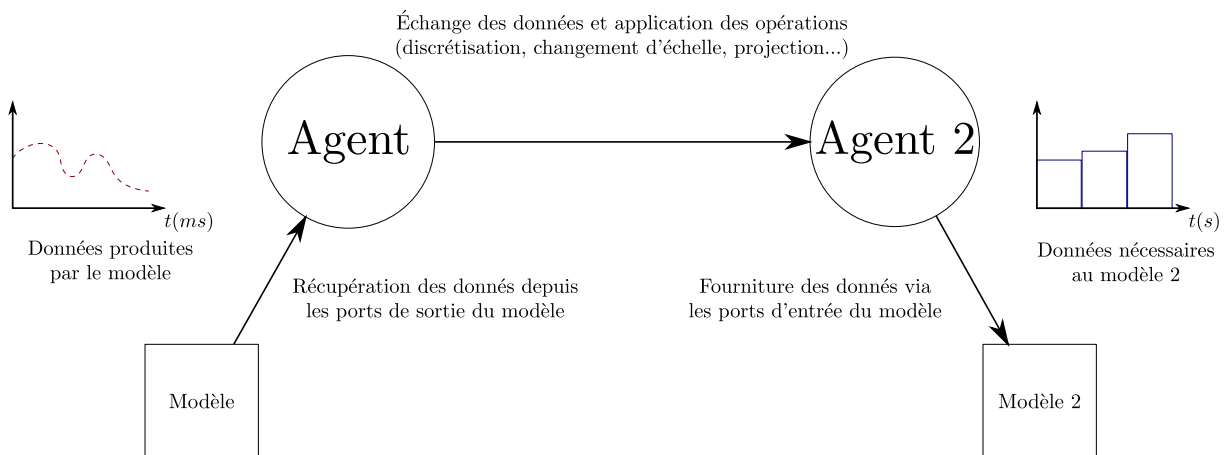 Échange des données et application des opérations
(discrétisation, changement d'échelle, projection...)
Agent
Agent 2
t(ms)
t(s)
Données produites
par le modèle
Données nécessaires
au modèle 2
Récupération des donnés depuis
les ports de sortie du modèle
Fourniture des donnés via
les ports d'entrée du modèle
Modèle
Modèle 2